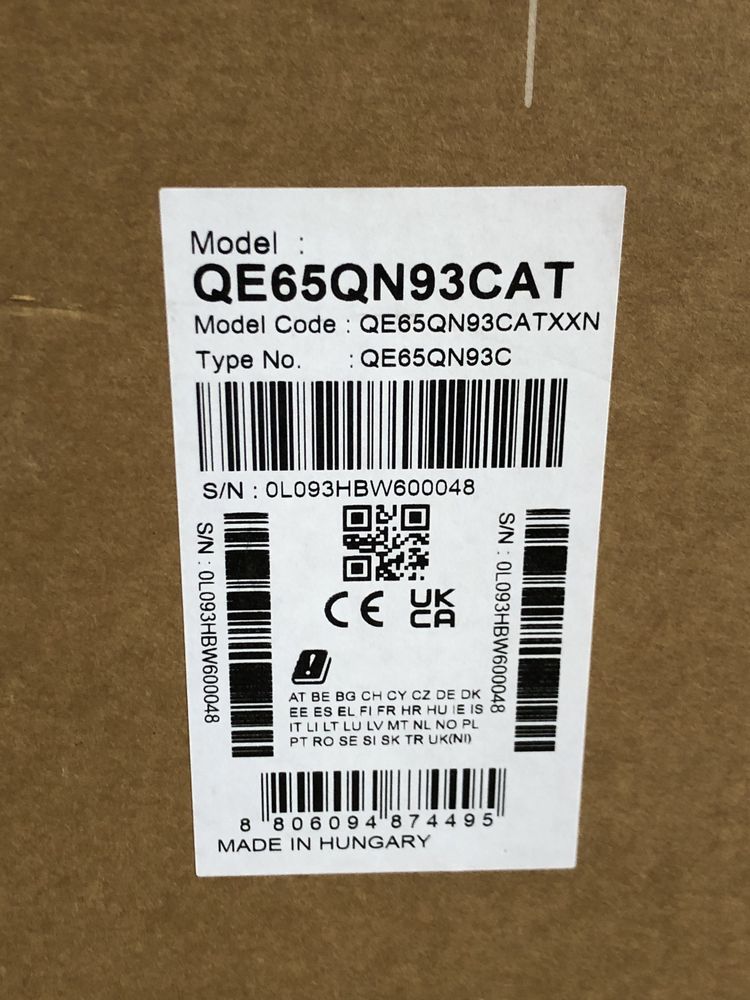 Model :
QE65QN93CAT
Model Code : QE65QN93CATXXN
Type No. : QE65QN93C
S/N : 0L093HBW600048
S/N : 0L093HBW600048
S/N : 0L093HBW600048
CE UK
CA
AT BE BG CH CY CZ DE DK
EE ES EL FI FR HR HU IE IS
IT LI LT LU LV MT NL NO PL
PT RO SE SI SK TR UK(NI)
8 806094 874495
MADE IN HUNGARY